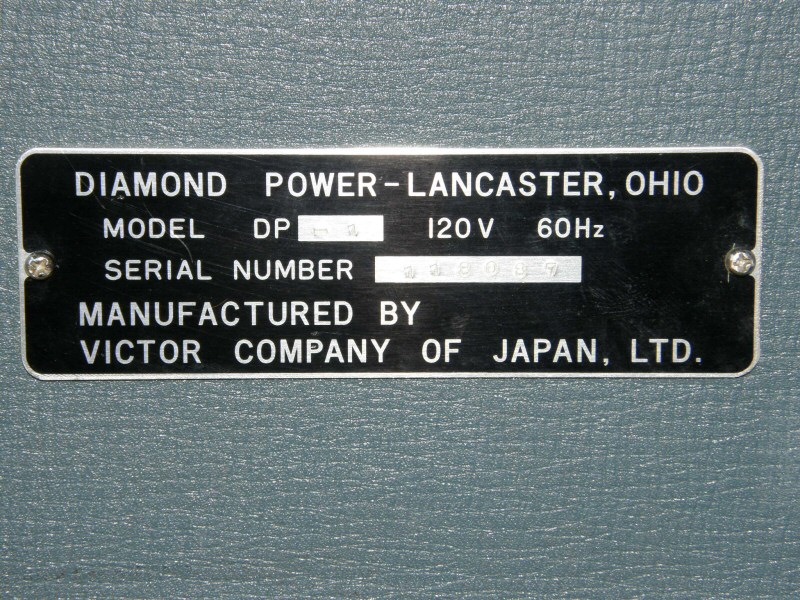 DIAMOND POWER-LANCASTER, OHIO
MODEL DP 120V 60Hz
SERIAL NUMBER
MANUFACTURED BY
VICTOR COMPANY OF JAPAN, LTD.